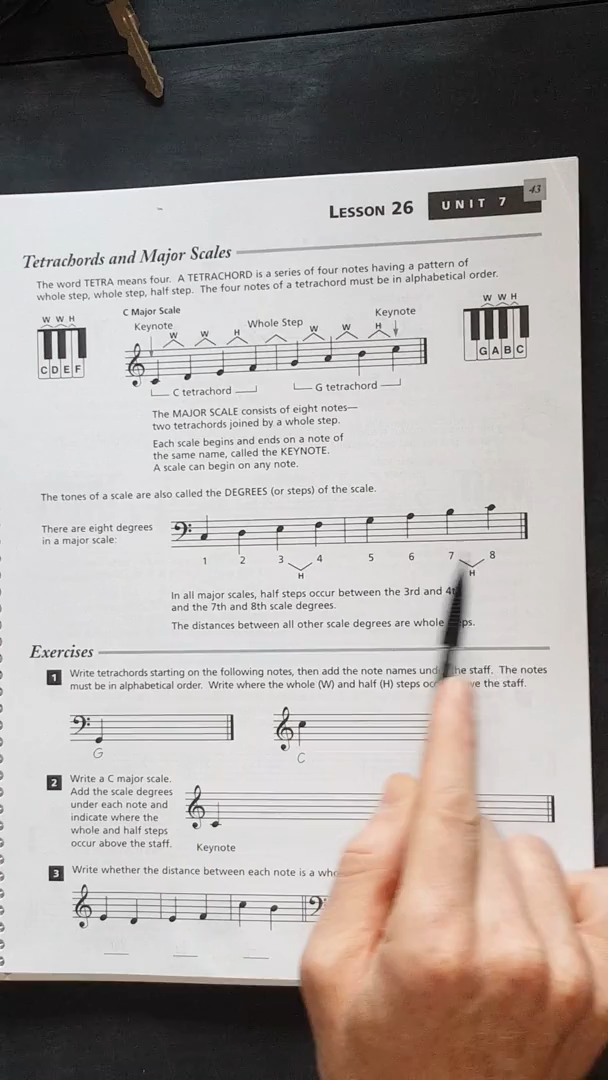 43
LESSON 26 UNIT 7
Tetrachords and Major Scales
The word TETRA means four. A TETRACHORD is a series of four notes having a pattern of
whole step, whole step, half step. The four notes of a tetrachord must be in alphabetical order.
W W H
C D E F
C Major Scale
Keynote
W W H Whole Step W W H
Keynote
W W H
G A B C
C tetrachord G tetrachord
The MAJOR SCALE consists of eight notes—
two tetrachords joined by a whole step.
Each scale begins and ends on a note of
the same name, called the KEYNOTE.
A scale can begin on any note.
The tones of a scale are also called the DEGREES (or steps) of the scale.
There are eight degrees
in a major scale:
1 2 3 4 5 6 7 8
H H
In all major scales, half steps occur between the 3rd and
and the 7th and 8th scale degrees.
The distances between all other scale degrees are whole
Exercises
1 Write tetrachords starting on the following notes, then add the note names the staff. The notes
must be in alphabetical order. Write where the whole (W) and half (H) steps the staff.
G C
2 Write a C major scale.
Add the scale degrees
under each note and
indicate where the
whole and half steps
occur above the staff.
Keynote
3 Write whether the distance between each note is a